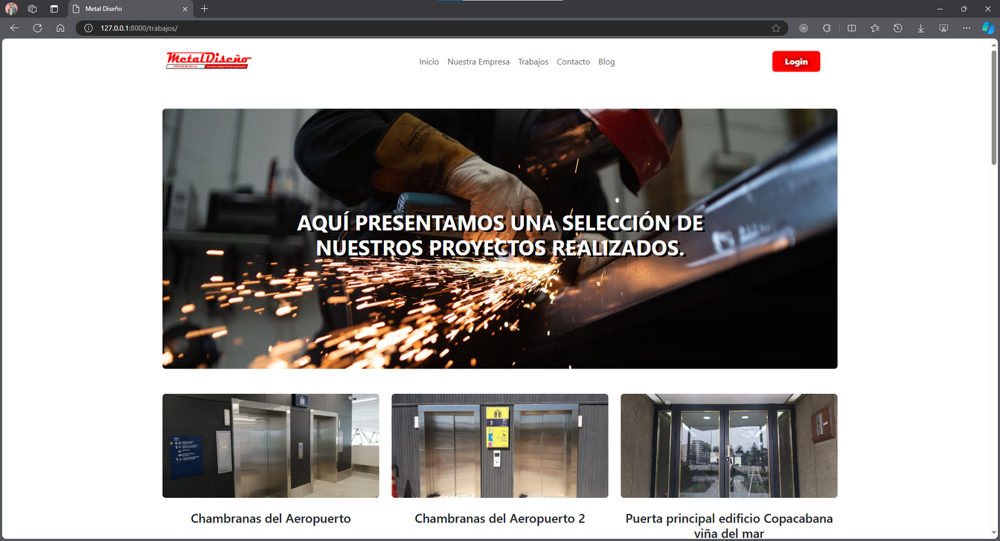 Metal Diseño
127.0.0.1:8000/trabajos/
MetalDiseño
Inicio Nuestra Empresa Trabajos Contacto Blog
Login
AQUÍ PRESENTAMOS UNA SELECCIÓN DE
NUESTROS PROYECTOS REALIZADOS.
3
Chambranas del Aeropuerto
Chambranas del Aeropuerto 2
Puerta principal edificio Copacabana
viña del mar